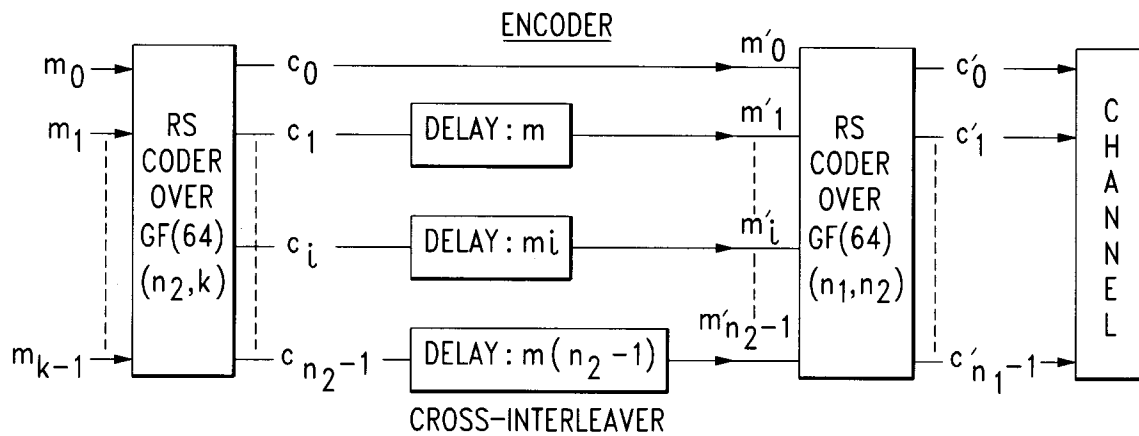 ENCODER
m0
m1
mk-1
RS
CODER
OVER
GF(64)
(n2,k)
c0
c1
ci
cn2-1
DELAY: m
DELAY: mi
DELAY: m(n2-1)
CROSS-INTERLEAVER
m'0
m'1
m'i
m'n2-1
RS
CODER
OVER
GF(64)
(n1,n2)
c'0
c'1
c'n1-1
CHANNEL